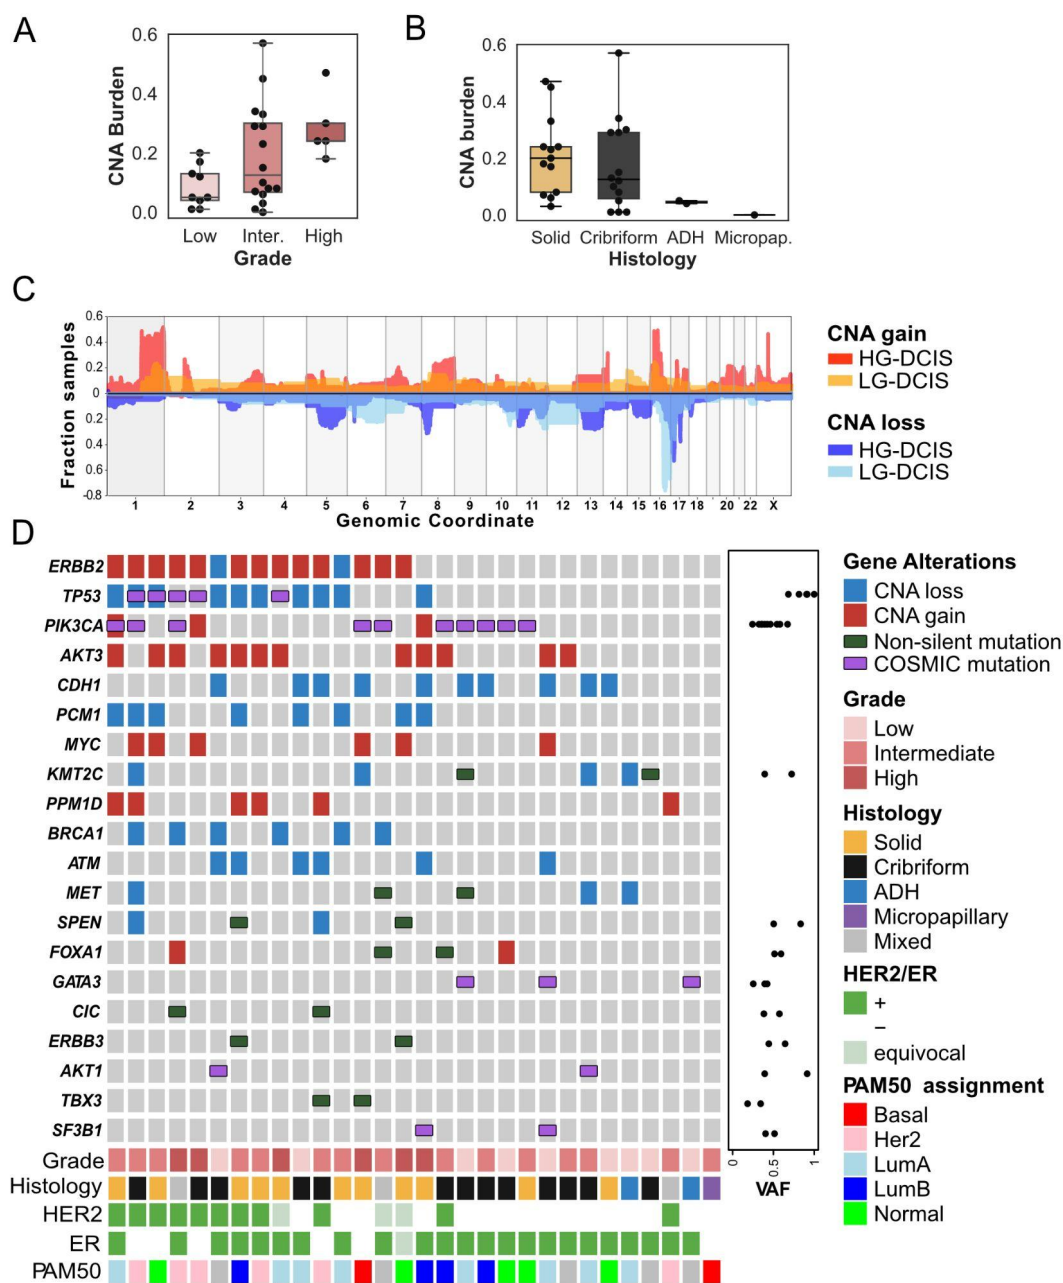 A
CNA Burden
0.6
0.4
0.2
0.0
Low Inter. High
Grade
B
CNA burden
0.6
0.4
0.2
0.0
Solid Cribriform ADH Micropap.
Histology
C
Fraction samples
0.6
0.4
0.2
0
0.2
0.4
0.6
-0.8
1 2 3 4 5 6 7 8 9 10 11 12 13 14 15 16 17 18 20 22 X
Genomic Coordinate
CNA gain
HG-DCIS
LG-DCIS
CNA loss
HG-DCIS
LG-DCIS
D
ERBB2
TP53
PIK3CA
AKT3
CDH1
PCM1
MYC
KMT2C
PPM1D
BRCA1
ATM
MET
SPEN
FOXA1
GATA3
CIC
ERBB3
AKT1
TBX3
SF3B1
Grade
Histology
HER2
ER
PAM50
0 0.5 1
VAF
Gene Alterations
CNA loss
CNA gain
Non-silent mutation
COSMIC mutation
Grade
Low
Intermediate
High
Histology
Solid
Cribriform
ADH
Micropapillary
Mixed
HER2/ER
+
−
equivocal
PAM50 assignment
Basal
Her2
LumA
LumB
Normal